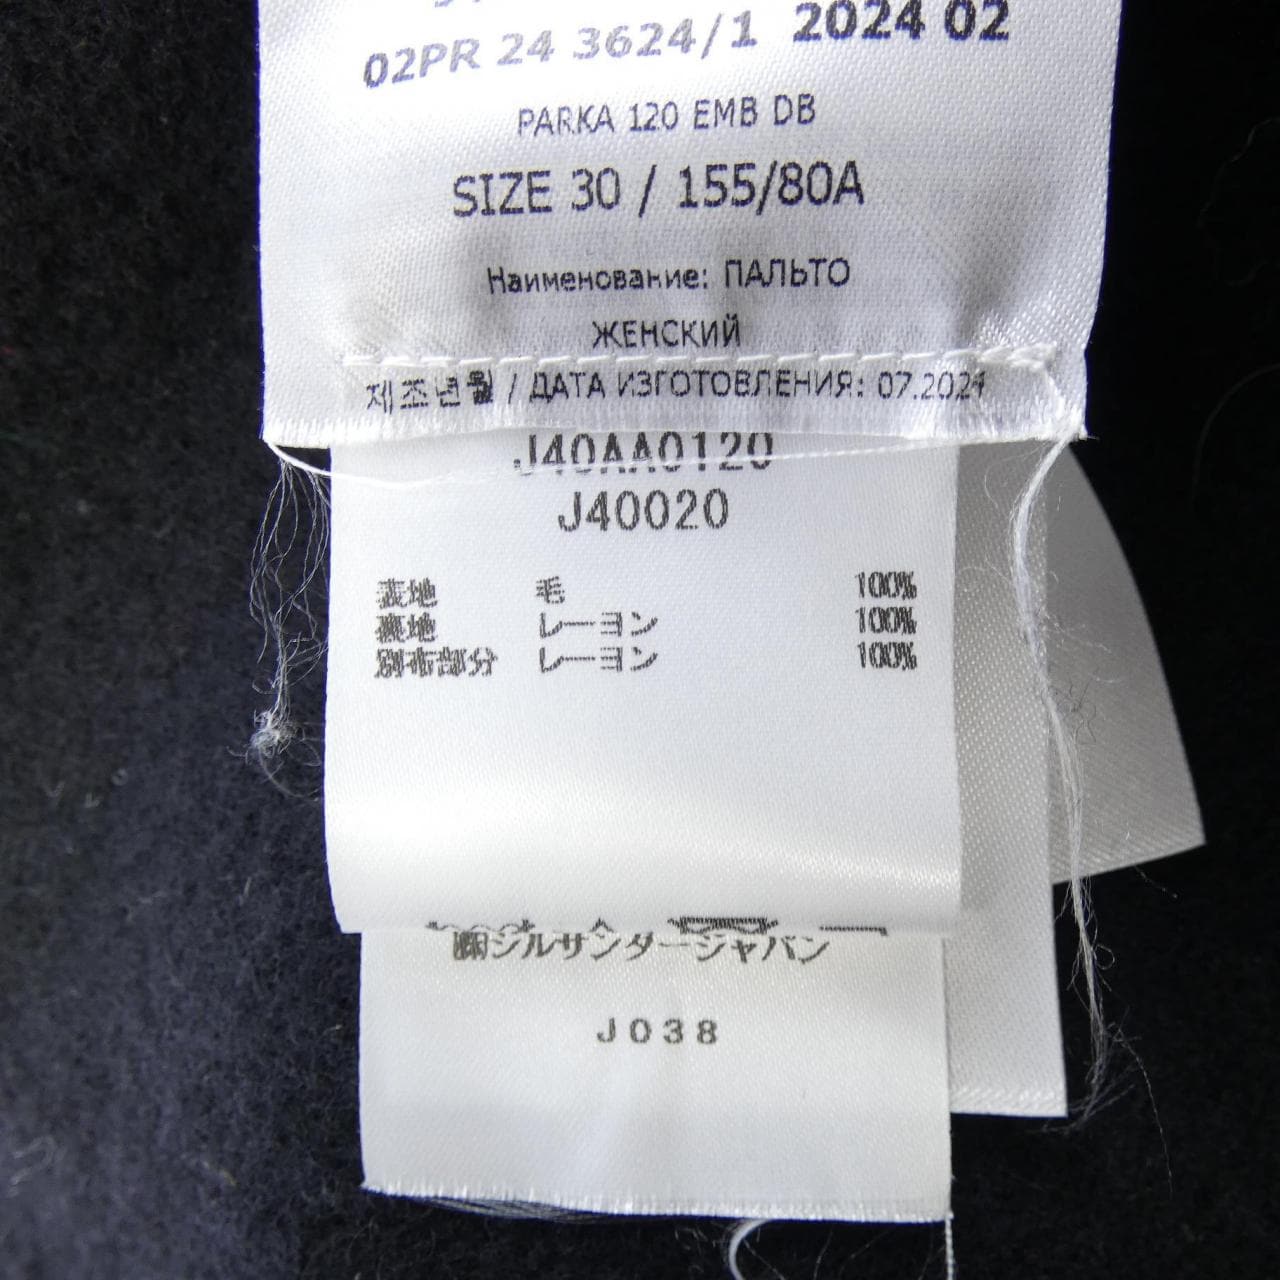 02PR 24 3624/1 2024 02
PARKA 120 EMB DB
SIZE 30 / 155/80A
Наименование: ПАЛЬТО
ЖЕНСКИЙ
제조년월 / ДАТА ИЗГОТОВЛЕНИЯ: 07.2024
J40AA0120
J40020
表地 毛 100%
裏地 レーヨン 100%
別布部分 レーヨン 100%
㈱ジルサンダージャパン
J038